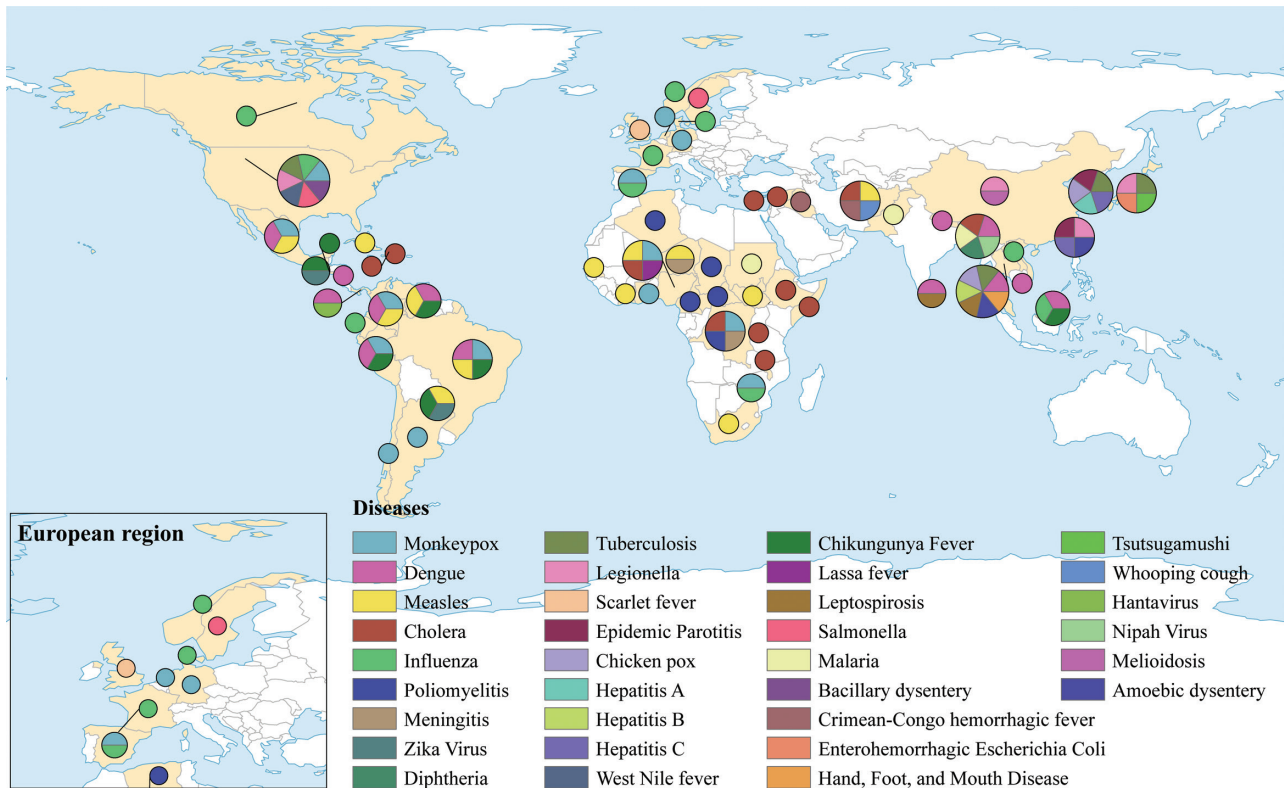 European region
Diseases
Monkeypox
Dengue
Measles
Cholera
Influenza
Poliomyelitis
Meningitis
Zika Virus
Diphtheria
Tuberculosis
Legionella
Scarlet fever
Epidemic Parotitis
Chicken pox
Hepatitis A
Hepatitis B
Hepatitis C
West Nile fever
Chikungunya Fever
Lassa fever
Leptospirosis
Salmonella
Malaria
Bacillary dysentery
Crimean-Congo hemorrhagic fever
Enterohemorrhagic Escherichia Coli
Hand, Foot, and Mouth Disease
Tsutsugamushi
Whooping cough
Hantavirus
Nipah Virus
Melioidosis
Amoebic dysentery